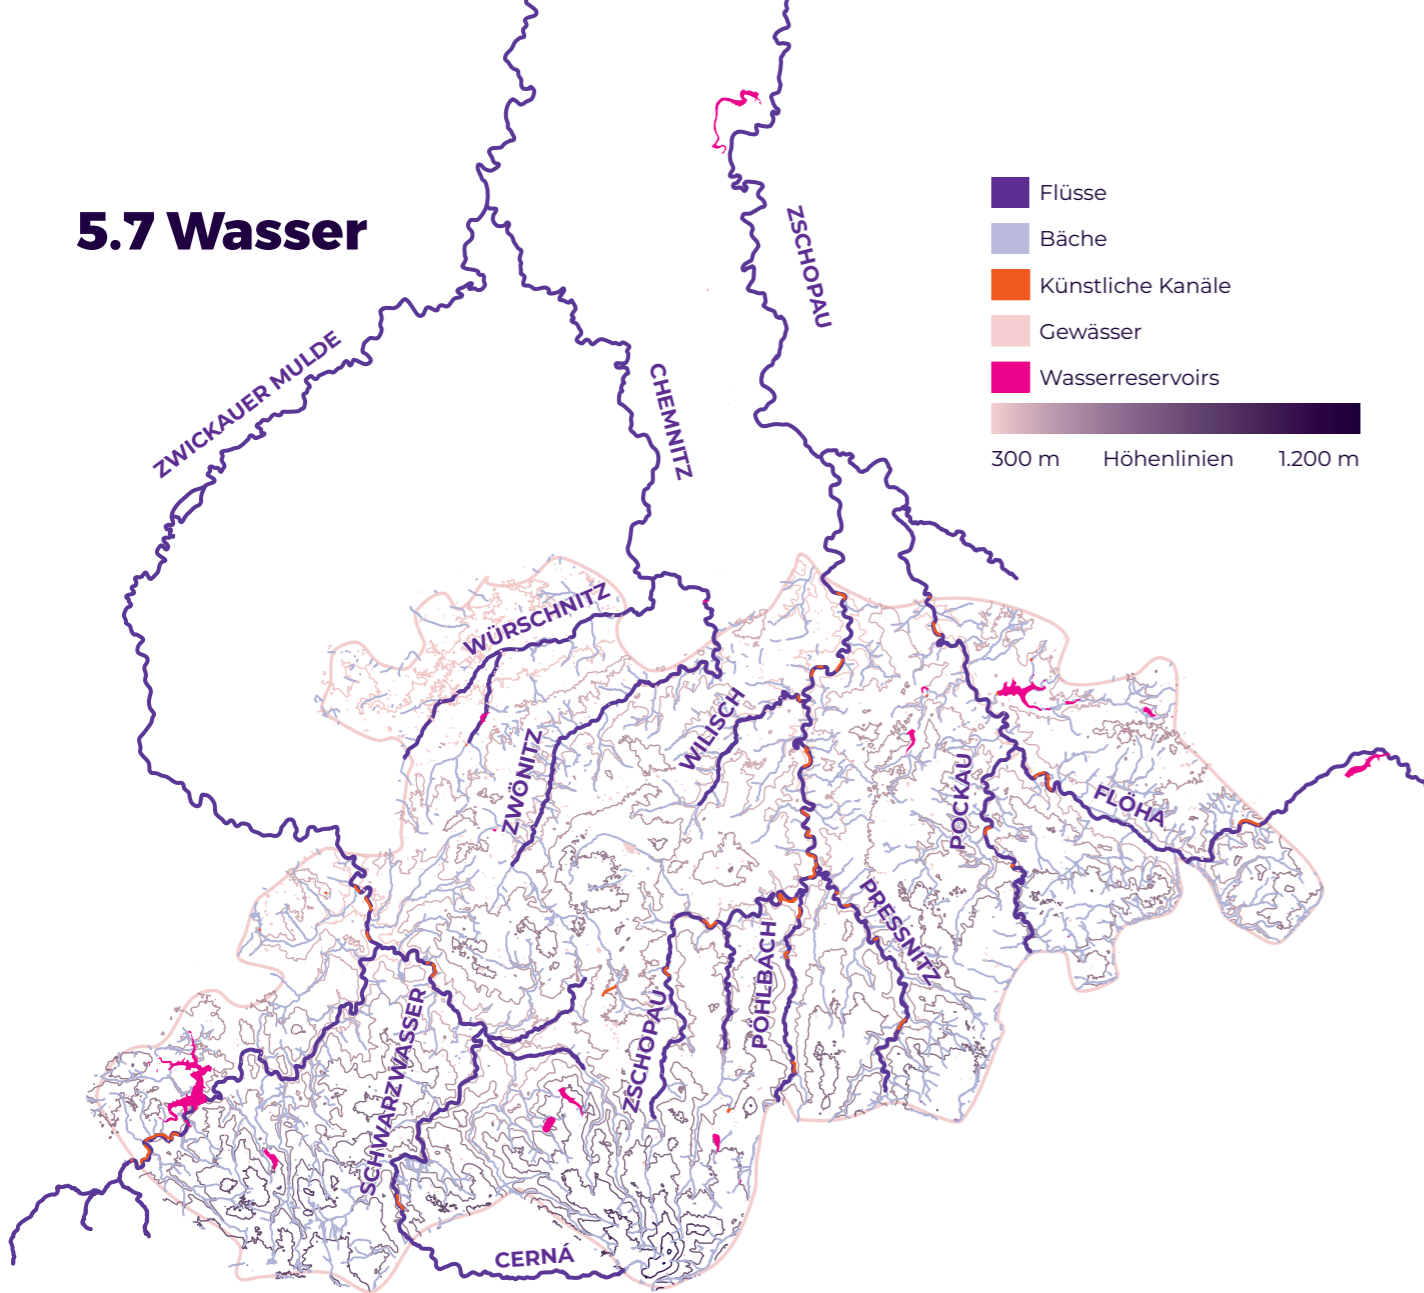 5.7 Wasser
Flüsse
Bäche
Künstliche Kanäle
Gewässer
Wasserreservoirs
300 m Höhenlinien 1.200 m
ZSCHOPAU
ZWICKAUER MULDE
CHEMNITZ
WÜRSCHNITZ
ZWÖNITZ
WILISCH
POCKAU
FLÖHA
PRESSNITZ
PÖHLBACH
ZSCHOPAU
SCHWARZWASSER
CERNÁ